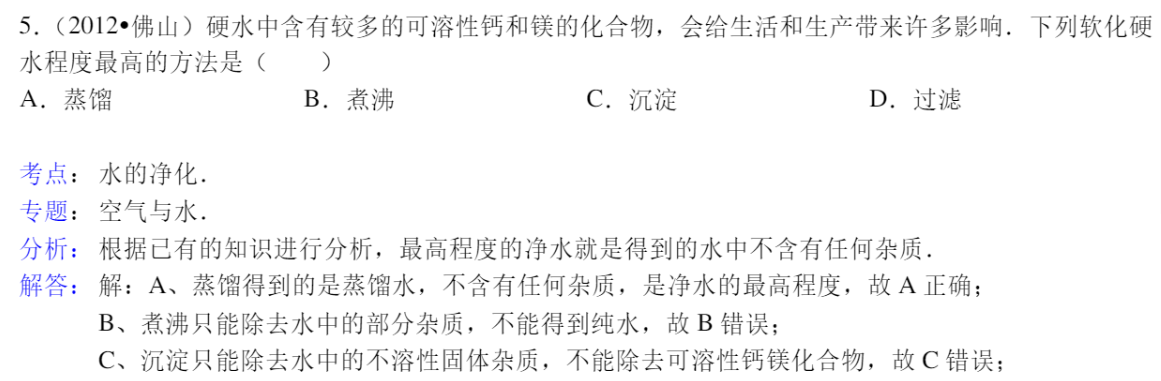 5.（2012•佛山）硬水中含有较多的可溶性钙和镁的化合物，会给生活和生产带来许多影响．下列软化硬
水程度最高的方法是（　　）
A．蒸馏　B．煮沸　C．沉淀　D．过滤
考点：水的净化．
专题：空气与水．
分析：根据已有的知识进行分析，最高程度的净水就是得到的水中不含有任何杂质．
解答：解：A、蒸馏得到的是蒸馏水，不含有任何杂质，是净水的最高程度，故 A 正确；
B、煮沸只能除去水中的部分杂质，不能得到纯水，故 B 错误；
C、沉淀只能除去水中的不溶性固体杂质，不能除去可溶性钙镁化合物，故 C 错误；